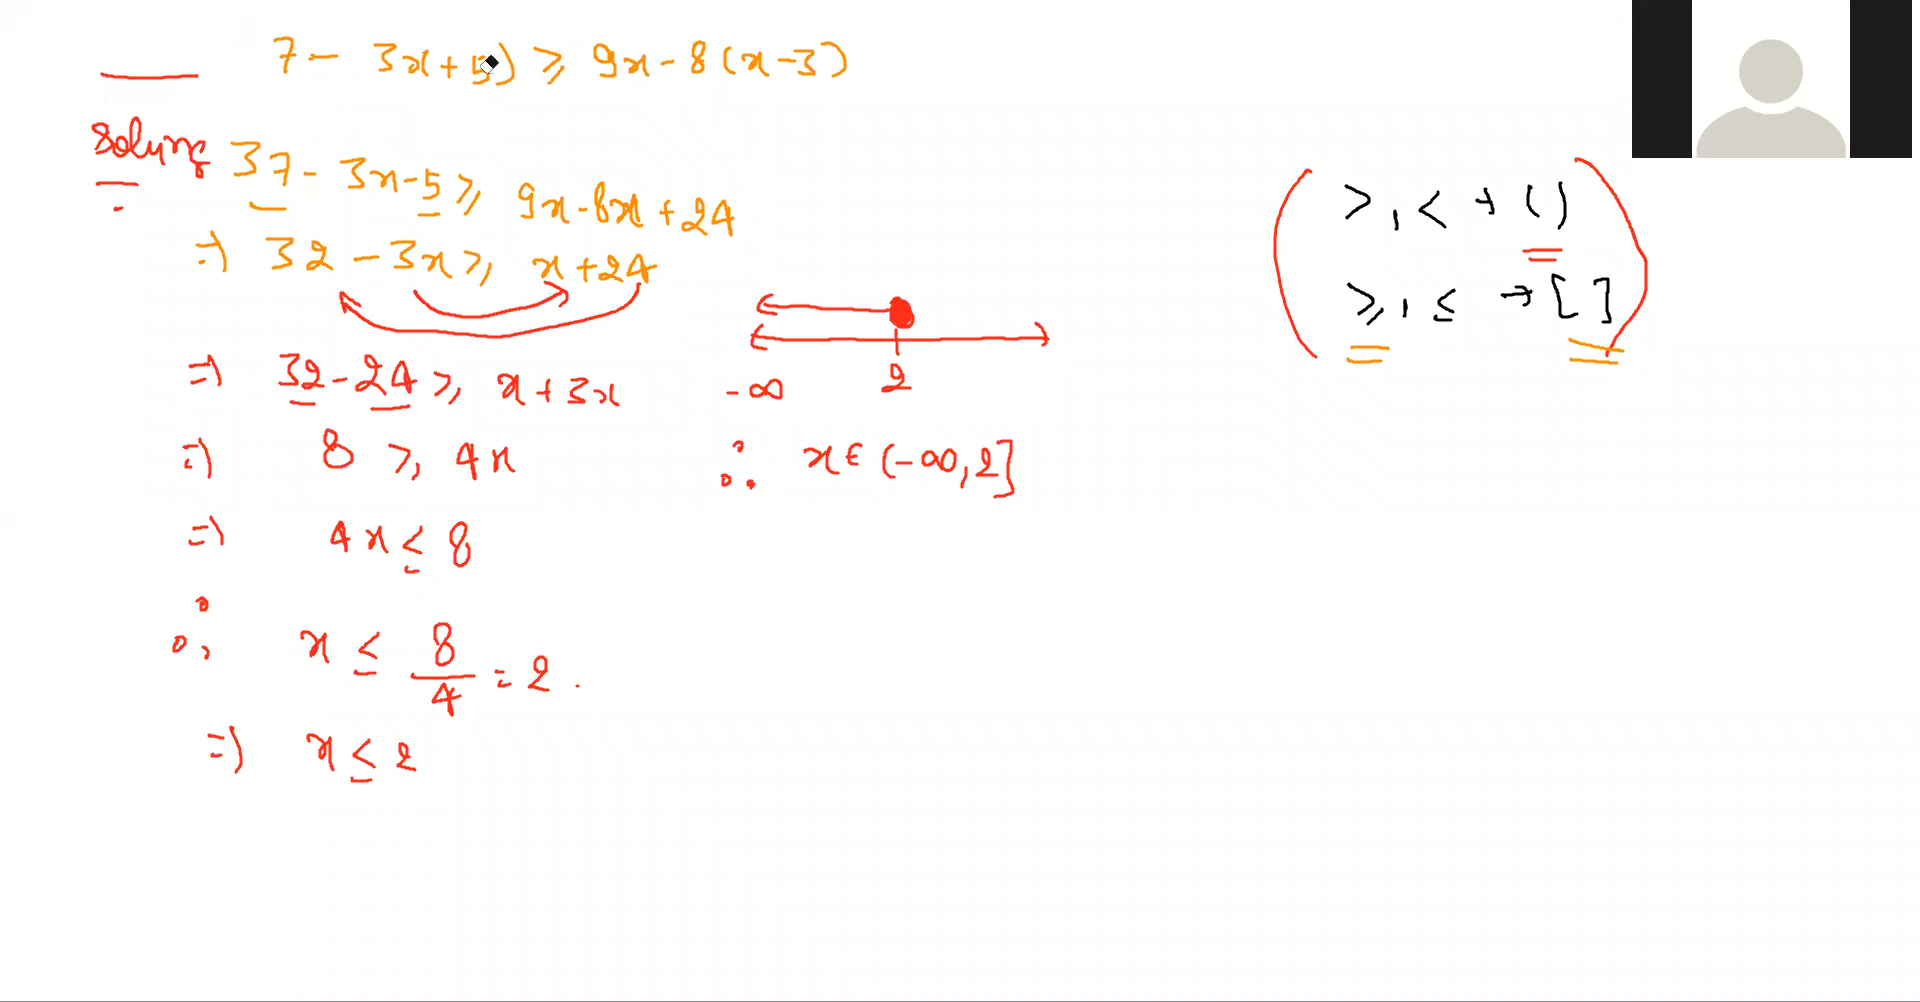 7 - 3x+5) ≥ 9x-8(x-3)
Solving 37 - 3x-5 ≥, 9x-8x+24
⇒ 32 - 3x ≥, x+24
⇒ 32-24 ≥, x+3x
⇒ 8 ≥, 4x
⇒ 4x ≤ 8
∴ x ≤ 8/4 = 2 .
⇒ x ≤ 2
-∞ 2
∴ x ∈ (-∞, 2]
>, < → ()
≥, ≤ → [ ]